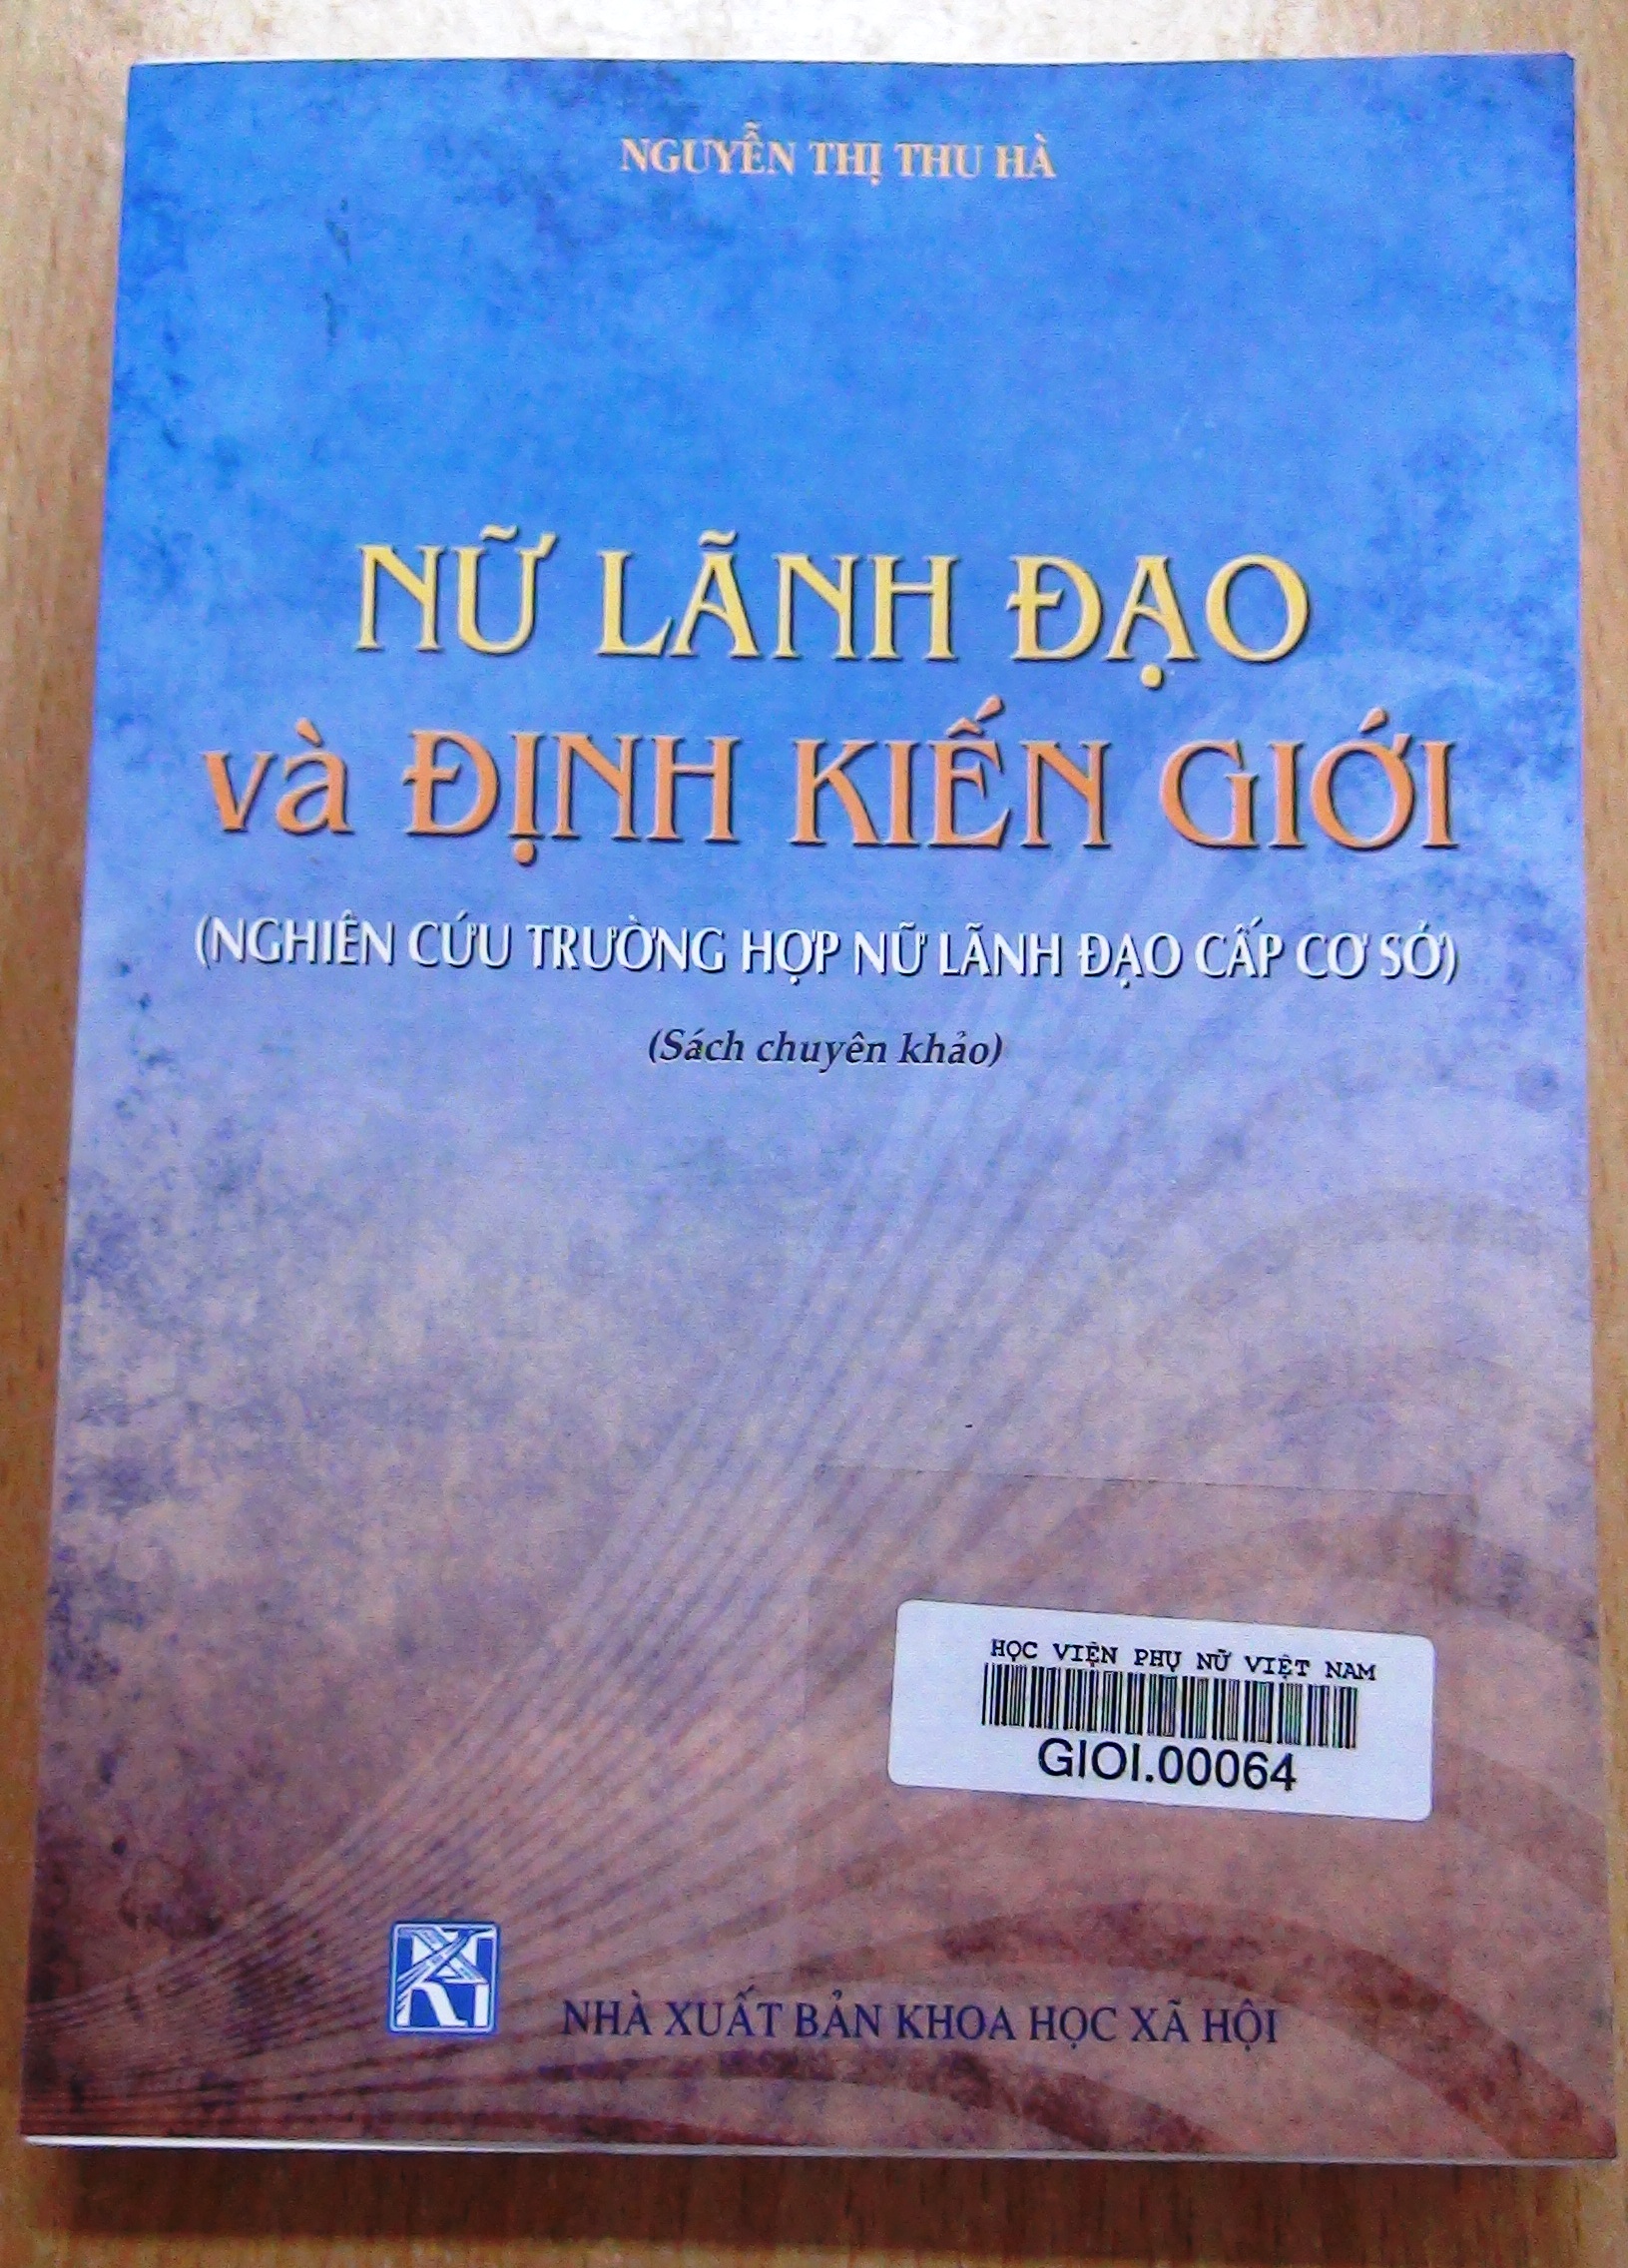 NGUYỄN THỊ THU HÀ
NỮ LÃNH ĐẠO
và ĐỊNH KIẾN GIỚI
(NGHIÊN CỨU TRƯỜNG HỢP NỮ LÃNH ĐẠO CẤP CƠ SỞ)
(Sách chuyên khảo)
HỌC VIỆN PHỤ NỮ VIỆT NAM
GIOI.00064
NHÀ XUẤT BẢN KHOA HỌC XÃ HỘI